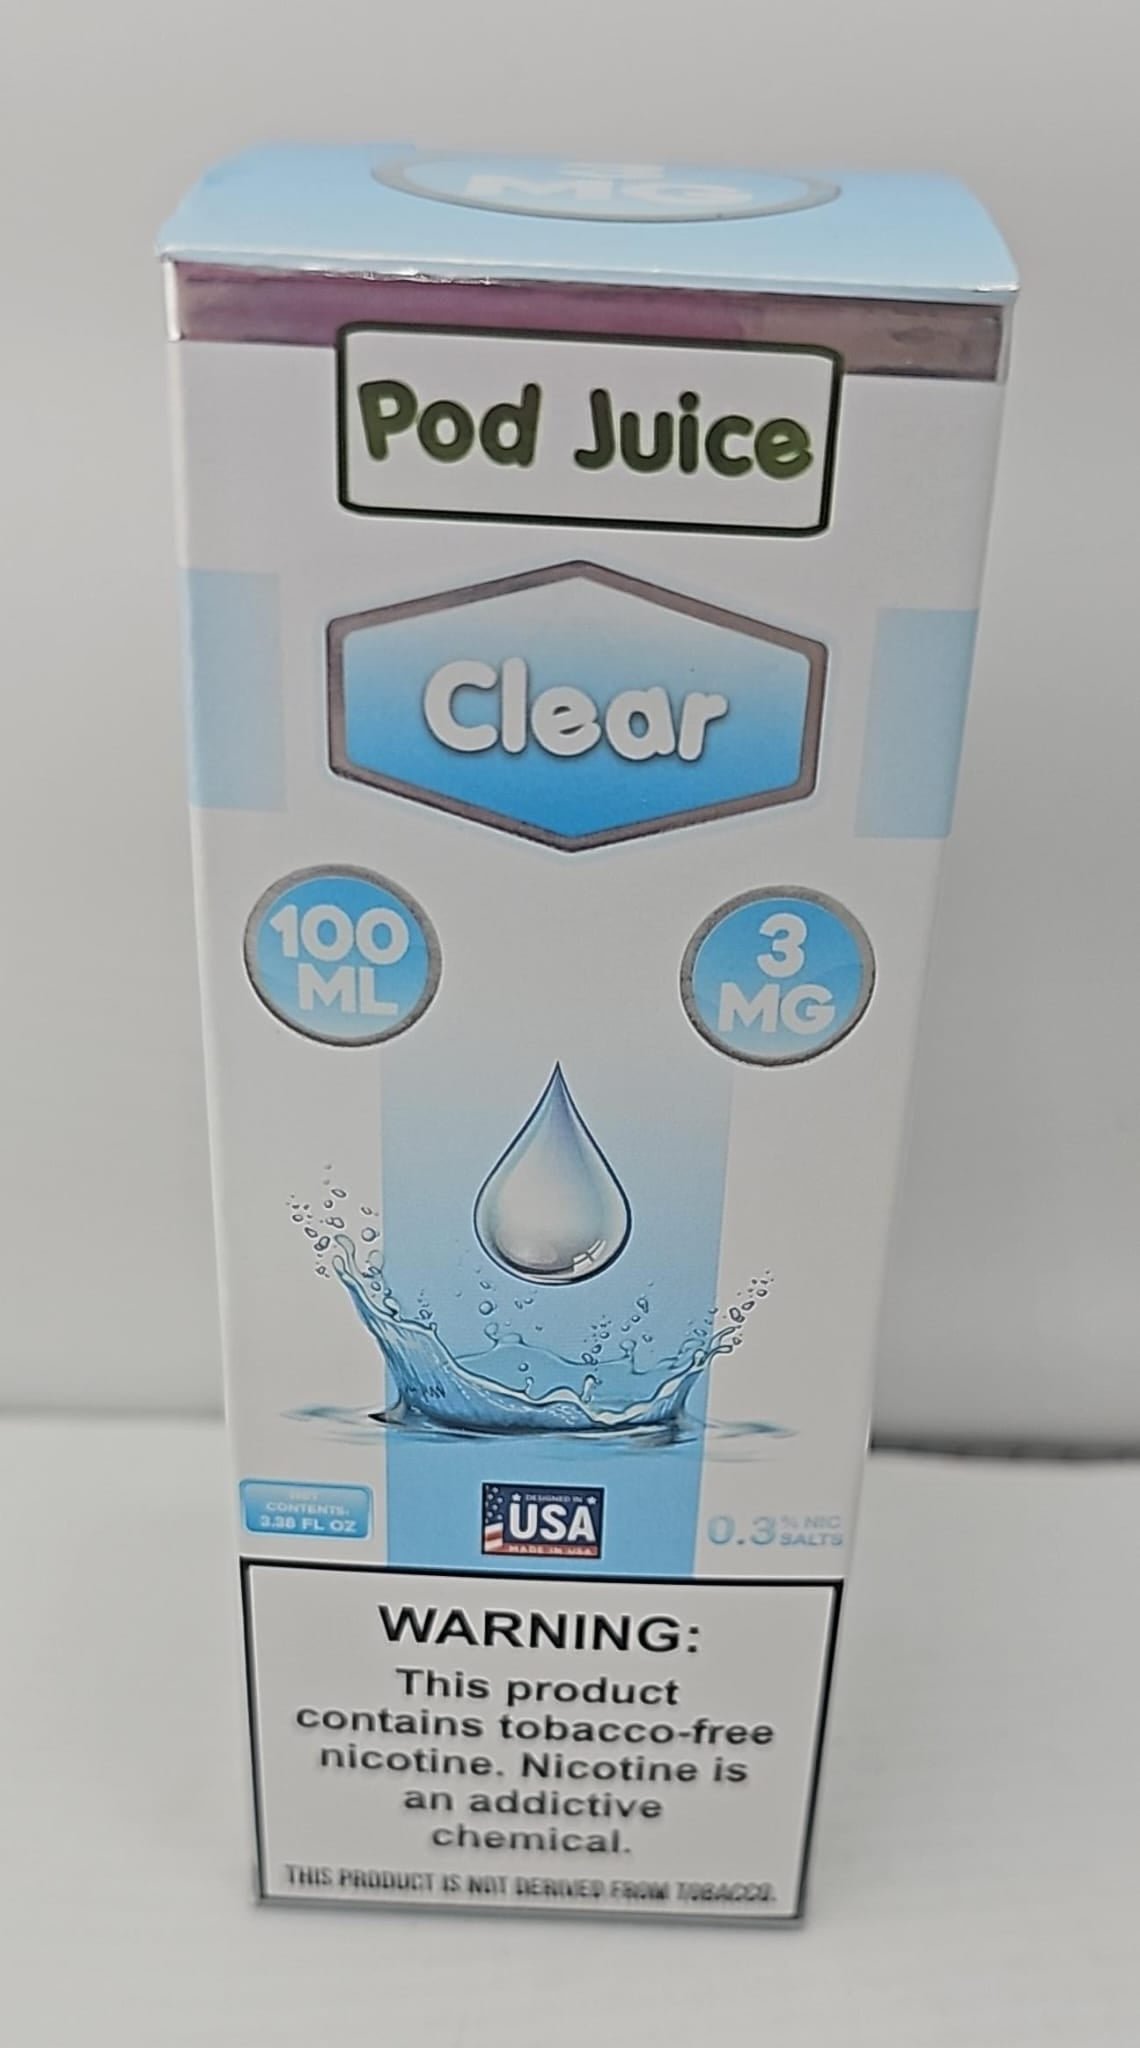 3
MG
Pod Juice
Clear
100
ML
3
MG
CONTENTS:
3.38 FL OZ
DESIGNED IN
USA
MADE IN USA
0.3% NIC
SALTS
WARNING:
This product
contains tobacco-free
nicotine. Nicotine is
an addictive
chemical.
THIS PRODUCT IS NOT DERIVED FROM TOBACCO.